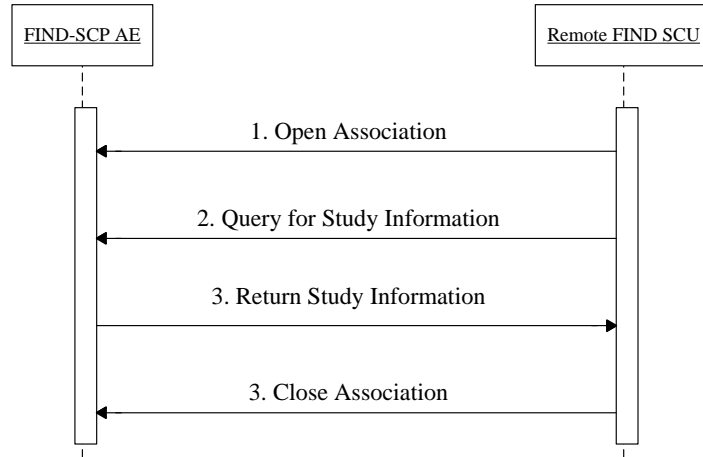 FIND-SCP AE
Remote FIND SCU
1. Open Association
2. Query for Study Information
3. Return Study Information
3. Close Association